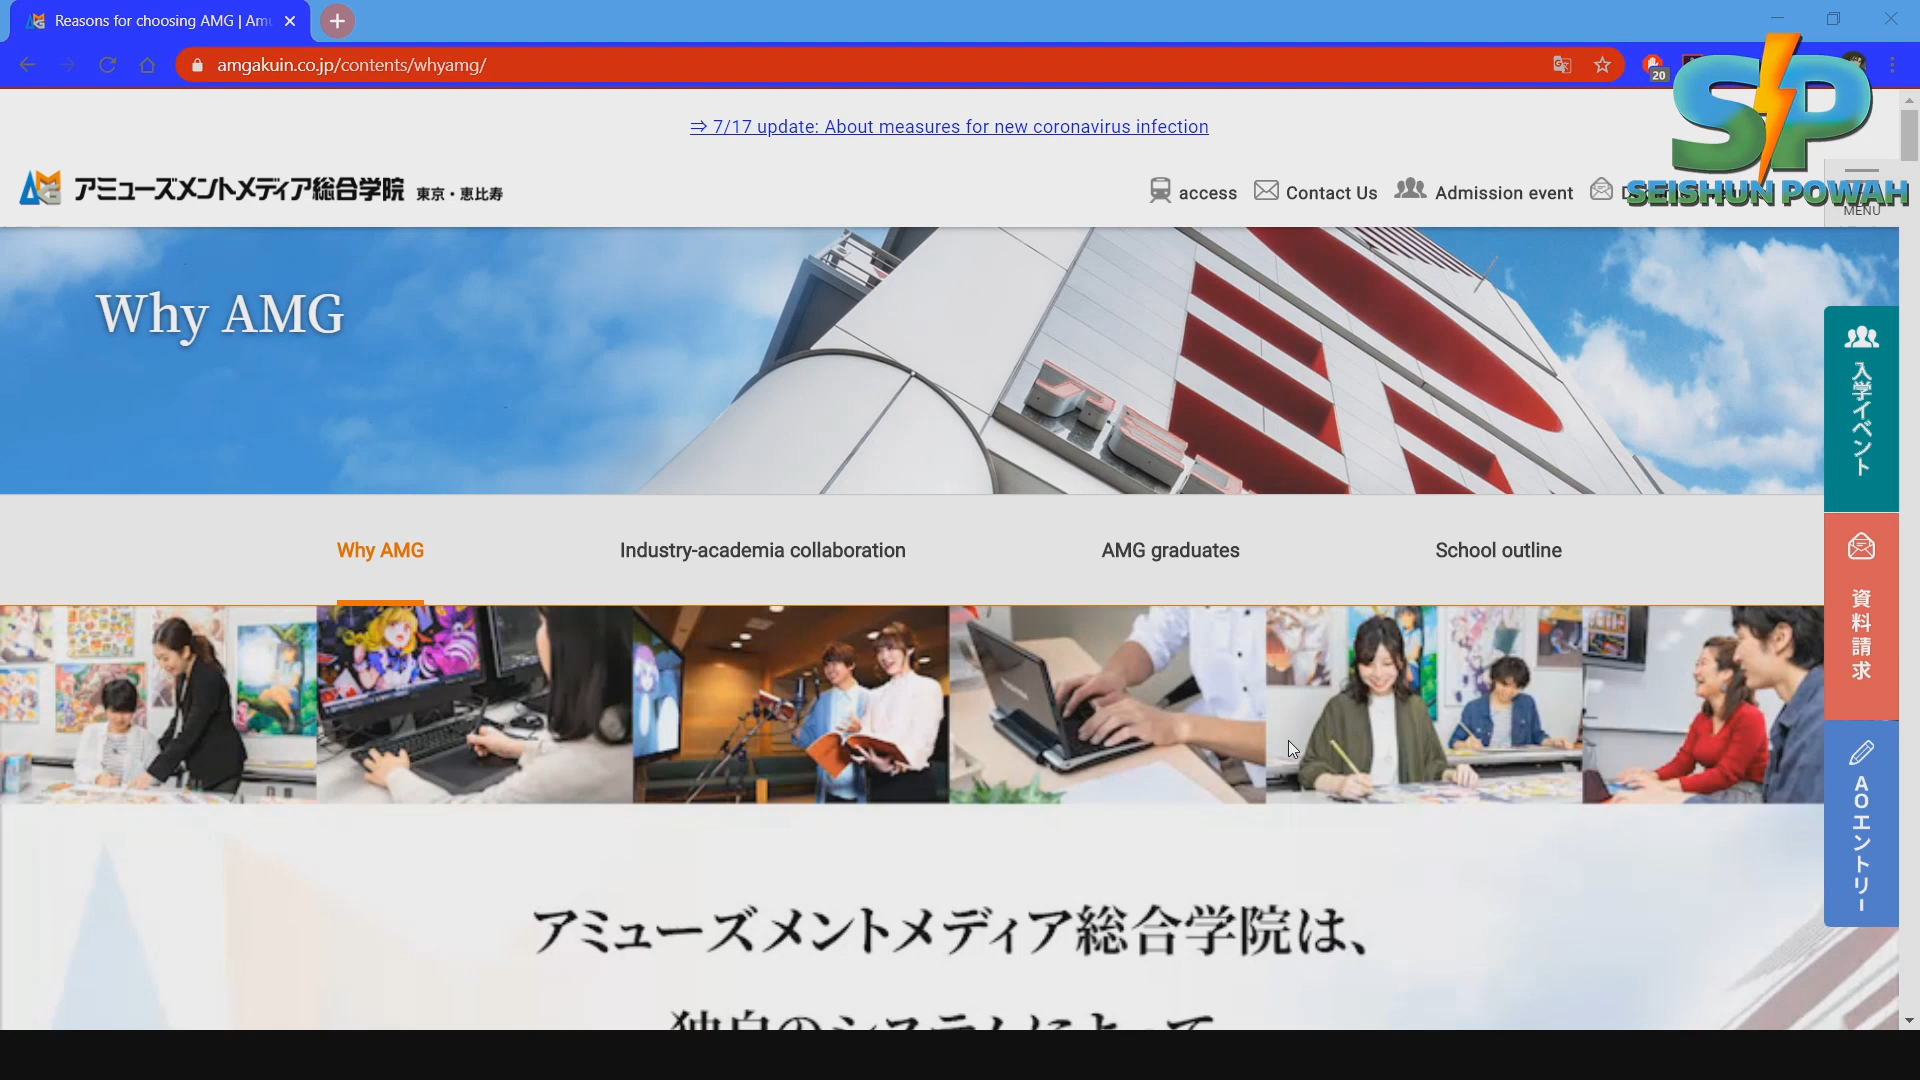 Reasons for choosing AMG | Am
amgakuin.co.jp/contents/whyamg/
20
SP
SEISHUN POWAH
⇒ 7/17 update: About measures for new coronavirus infection
AMG アミューズメントメディア総合学院 東京・恵比寿
access Contact Us Admission event
MENU
Why AMG
入学イベント
Why AMG Industry-academia collaboration AMG graduates School outline
資料請求
AOエントリー
アミューズメントメディア総合学院は、
独自のシステムによって